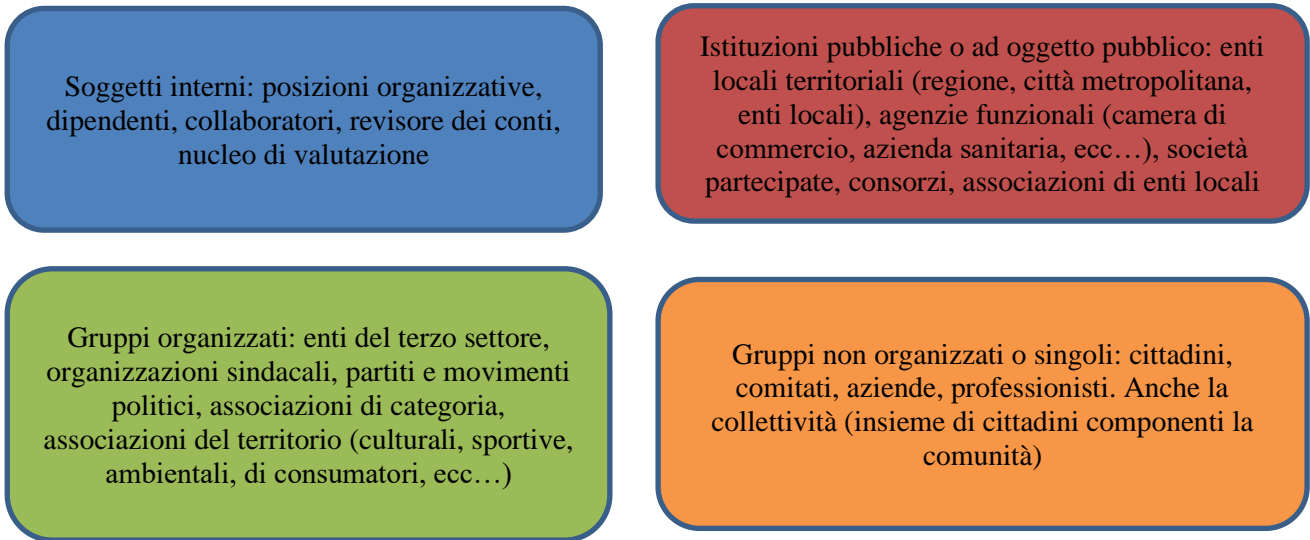 Soggetti interni: posizioni organizzative,
dipendenti, collaboratori, revisore dei conti,
nucleo di valutazione
Istituzioni pubbliche o ad oggetto pubblico: enti
locali territoriali (regione, città metropolitana,
enti locali), agenzie funzionali (camera di
commercio, azienda sanitaria, ecc…), società
partecipate, consorzi, associazioni di enti locali
Gruppi organizzati: enti del terzo settore,
organizzazioni sindacali, partiti e movimenti
politici, associazioni di categoria,
associazioni del territorio (culturali, sportive,
ambientali, di consumatori, ecc…)
Gruppi non organizzati o singoli: cittadini,
comitati, aziende, professionisti. Anche la
collettività (insieme di cittadini componenti la
comunità)